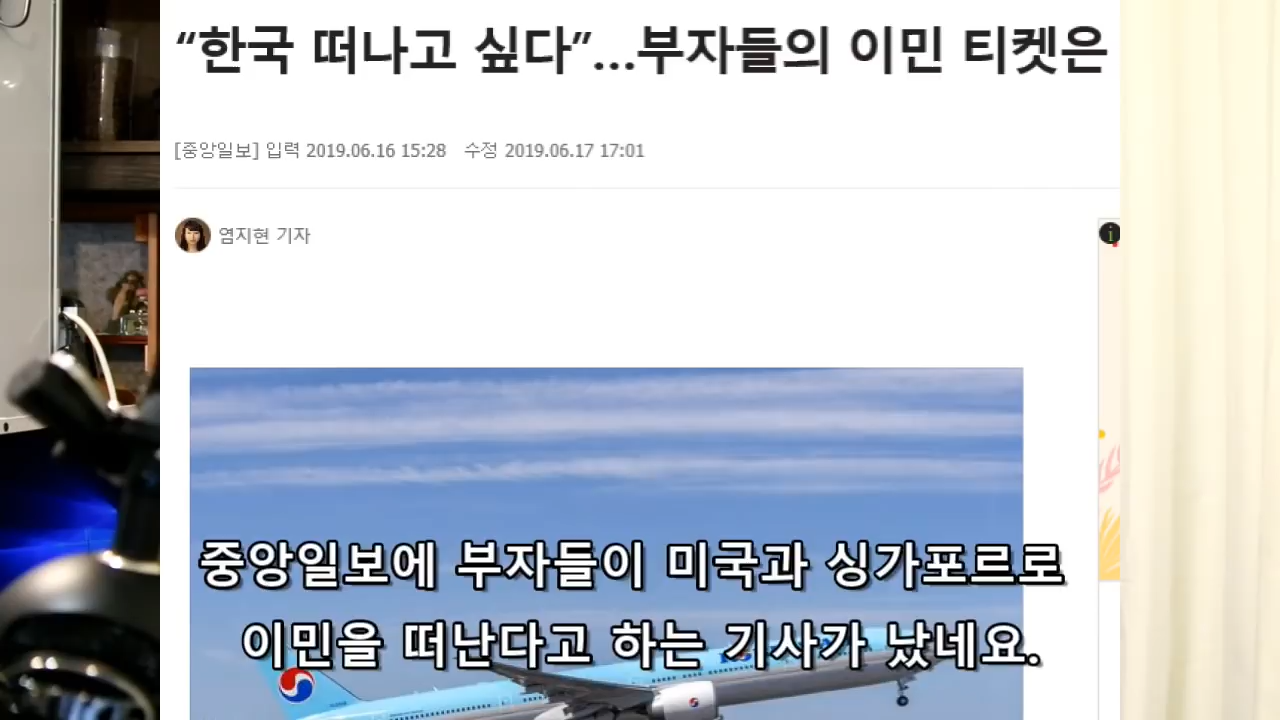 “한국 떠나고 싶다”...부자들의 이민 티켓은
[중앙일보] 입력 2019.06.16 15:28 수정 2019.06.17 17:01
염지현 기자
i
중앙일보에 부자들이 미국과 싱가포르로
이민을 떠난다고 하는 기사가 났네요.